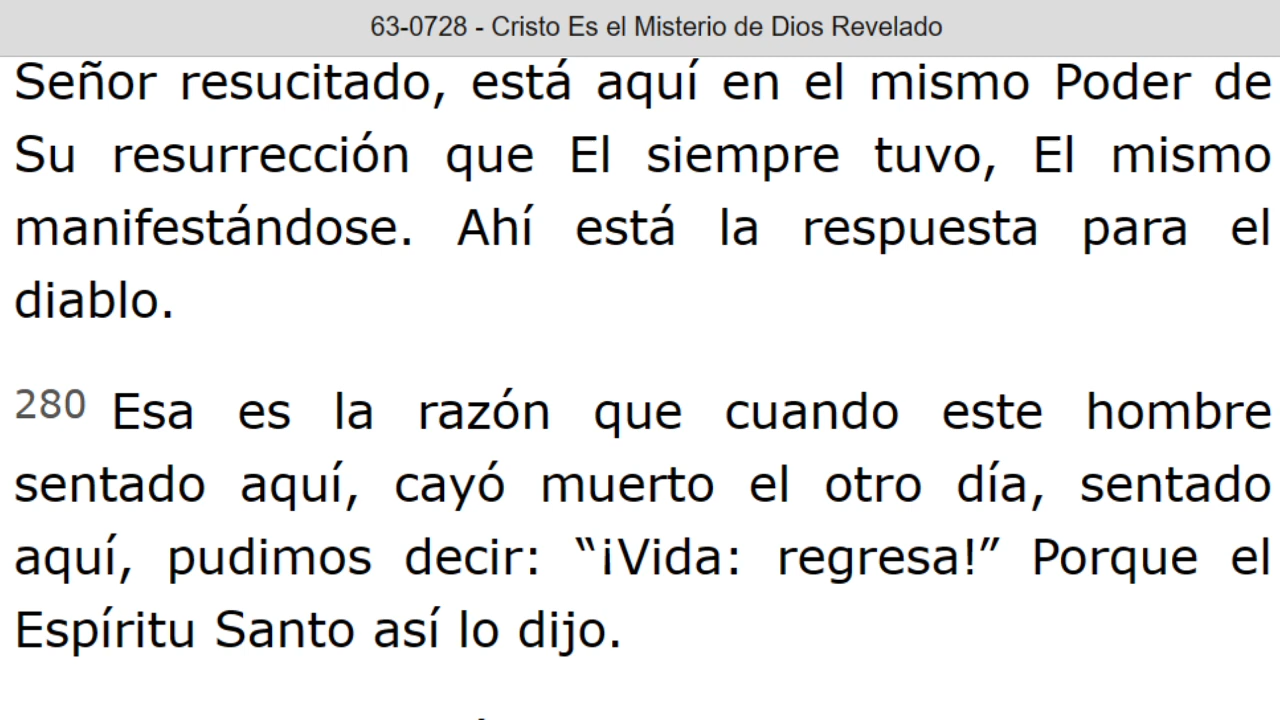 63-0728 - Cristo Es el Misterio de Dios Revelado
Señor resucitado, está aquí en el mismo Poder de
Su resurrección que El siempre tuvo, El mismo
manifestándose. Ahí está la respuesta para el
diablo.
280 Esa es la razón que cuando este hombre
sentado aquí, cayó muerto el otro día, sentado
aquí, pudimos decir: “¡Vida: regresa!” Porque el
Espíritu Santo así lo dijo.